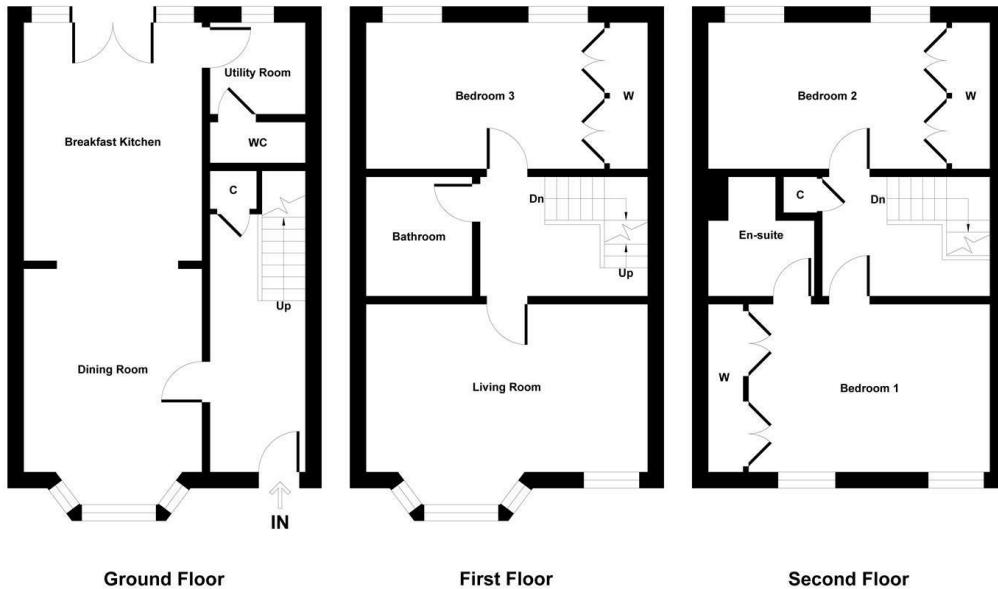 Utility Room
Breakfast Kitchen
WC
C
Up
Dining Room
IN
Ground Floor
Bedroom 3
W
Dn
Bathroom
Up
Living Room
First Floor
Bedroom 2
W
C
Dn
En-suite
W
Bedroom 1
Second Floor